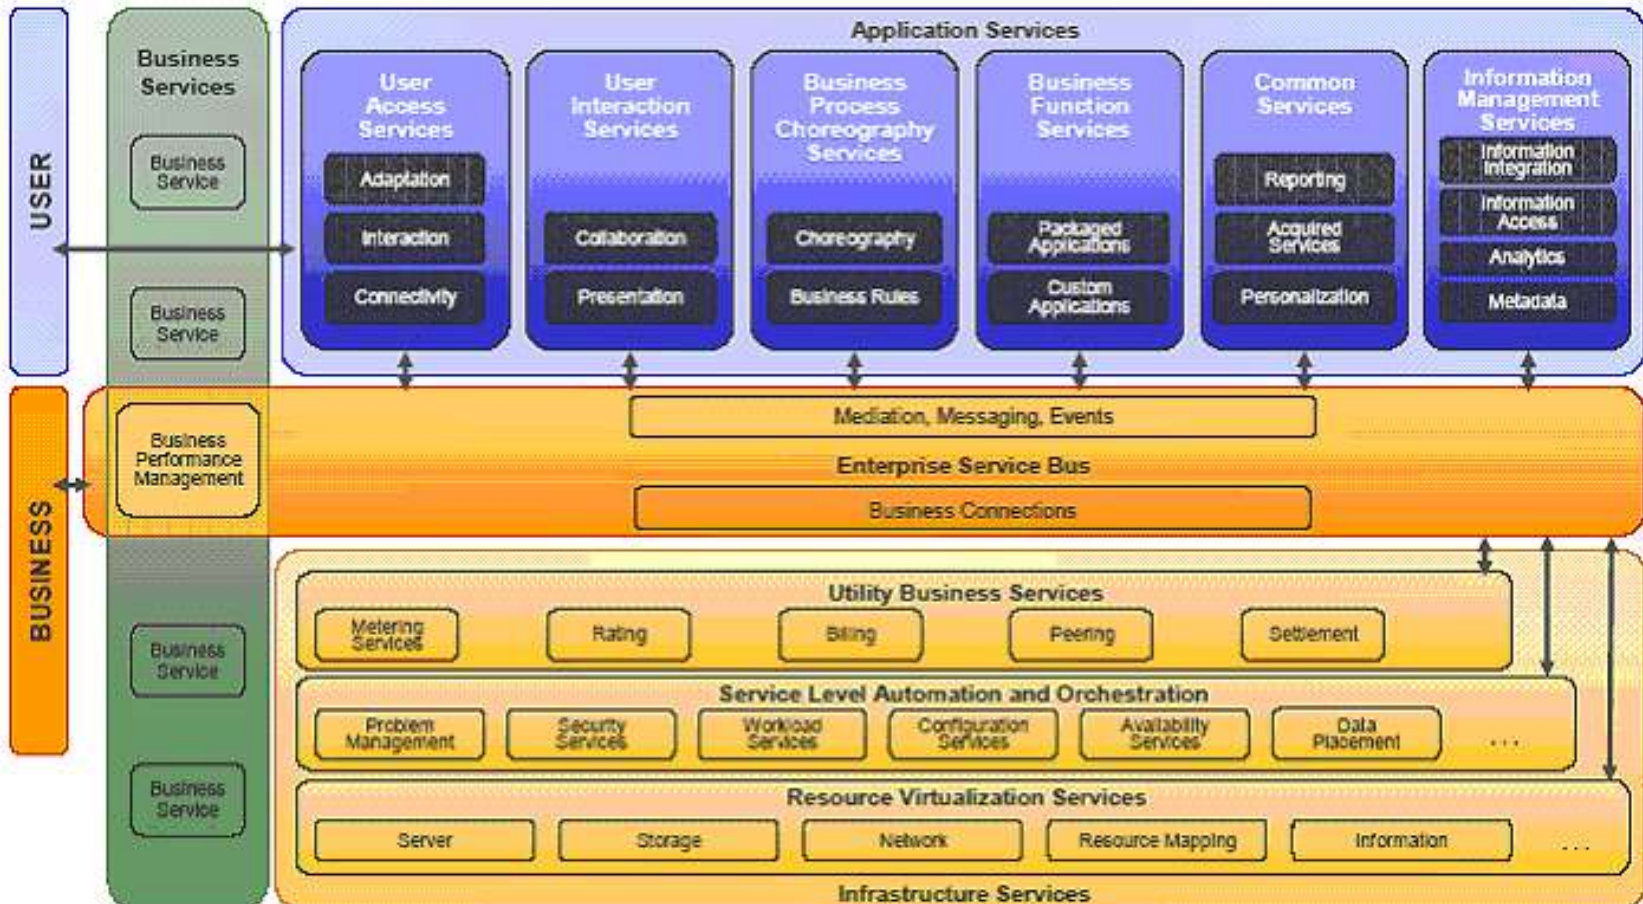 USER
BUSINESS
Business
Services
Business
Service
Business
Service
Business
Performance
Management
Business
Service
Business
Service
Application Services
User
Access
Services
Adaptation
Interaction
Connectivity
User
Interaction
Services
Collaboration
Presentation
Business
Process
Choreography
Services
Choreography
Business Rules
Business
Function
Services
Packaged
Applications
Custom
Applications
Common
Services
Reporting
Acquired
Services
Personalization
Information
Management
Services
Information
Integration
Information
Access
Analytics
Metadata
Mediation, Messaging, Events
Enterprise Service Bus
Business Connections
Utility Business Services
Metering
Services
Rating
Billing
Peering
Settlement
Service Level Automation and Orchestration
Problem
Management
Security
Services
Workload
Services
Configuration
Services
Availability
Services
Data
Placement
...
Resource Virtualization Services
Server
Storage
Network
Resource Mapping
Information
...
Infrastructure Services